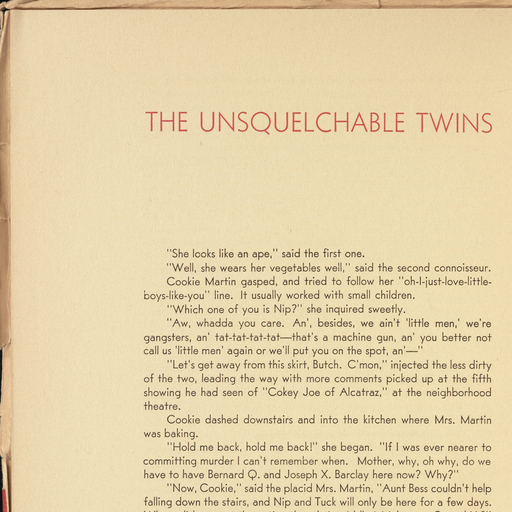 THE UNSQUELCHABLE TWINS
"She looks like an ape," said the first one.
"Well, she wears her vegetables well," said the second connoisseur.
Cookie Martin gasped, and tried to follow her "oh-I-just-love-little-
boys-like-you" line. It usually worked with small children.
"Which one of you is Nip?" she inquired sweetly.
"Aw, whadda you care. An', besides, we ain't 'little men,' we're
gangsters, an' tat-tat-tat-tat—that's a machine gun, an' you better not
call us 'little men' again or we'll put you on the spot, an'—"
"Let's get away from this skirt, Butch. C'mon," injected the less dirty
of the two, leading the way with more comments picked up at the fifth
showing he had seen of "Cokey Joe of Alcatraz," at the neighborhood
theatre.
Cookie dashed downstairs and into the kitchen where Mrs. Martin
was baking.
"Hold me back, hold me back!" she began. "If I was ever nearer to
committing murder I can't remember when. Mother, why, oh why, do we
have to have Bernard Q. and Joseph X. Barclay here now? Why?"
"Now, Cookie," said the placid Mrs. Martin, "Aunt Bess couldn't help
falling down the stairs, and Nip and Tuck will only be here for a few days.